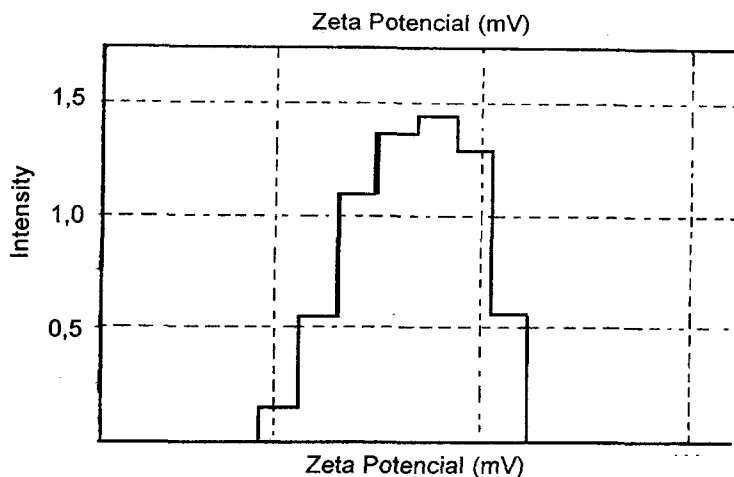 Zeta Potencial (mV)
1,5
1,0
0,5
Intensity
Zeta Potencial (mV)